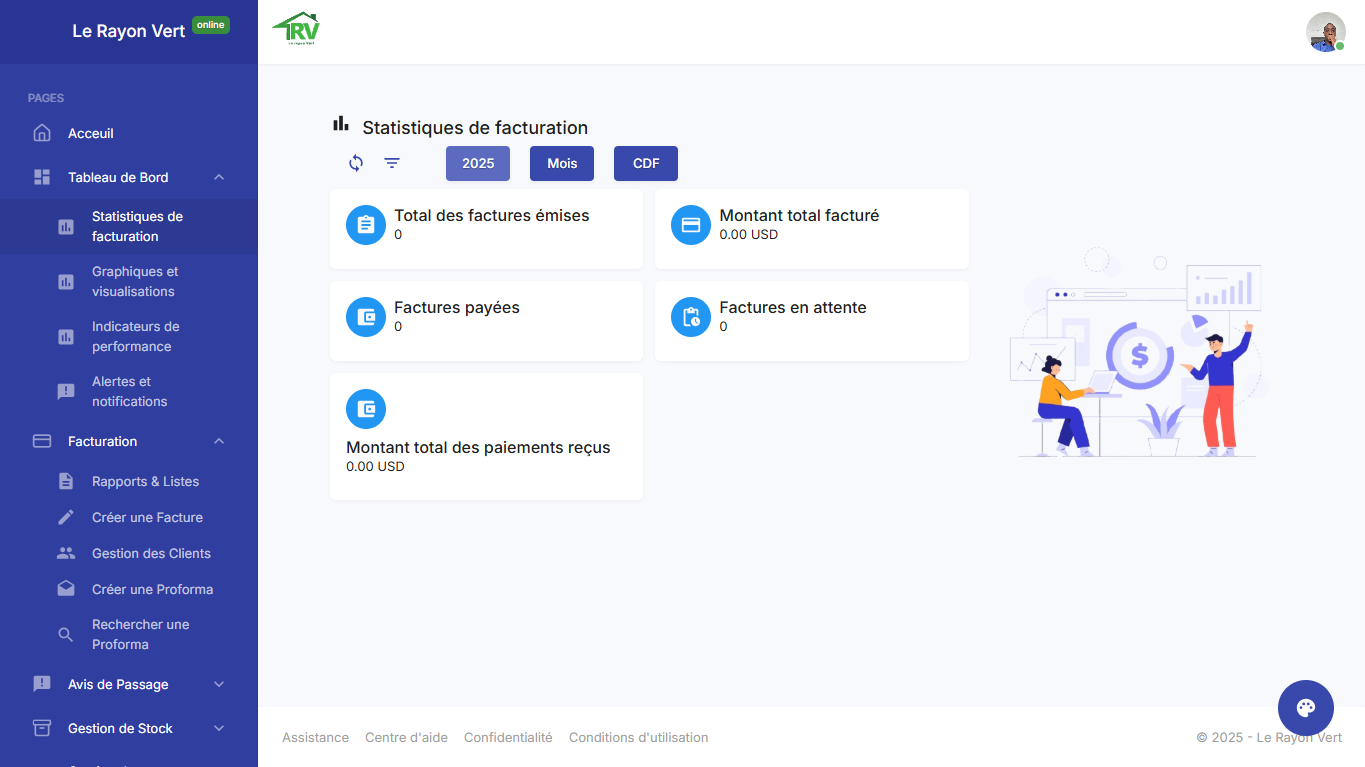 Le Rayon Vert
online
RV
Le rayon Vert
PAGES
Acceuil
Tableau de Bord
Statistiques de
facturation
Graphiques et
visualisations
Indicateurs de
performance
Alertes et
notifications
Facturation
Rapports & Listes
Créer une Facture
Gestion des Clients
Créer une Proforma
Rechercher une
Proforma
Avis de Passage
Gestion de Stock
Statistiques de facturation
2025
Mois
CDF
Total des factures émises
0
Montant total facturé
0.00 USD
Factures payées
0
Factures en attente
0
Montant total des paiements reçus
0.00 USD
$
Assistance
Centre d'aide
Confidentialité
Conditions d'utilisation
© 2025 - Le Rayon Vert